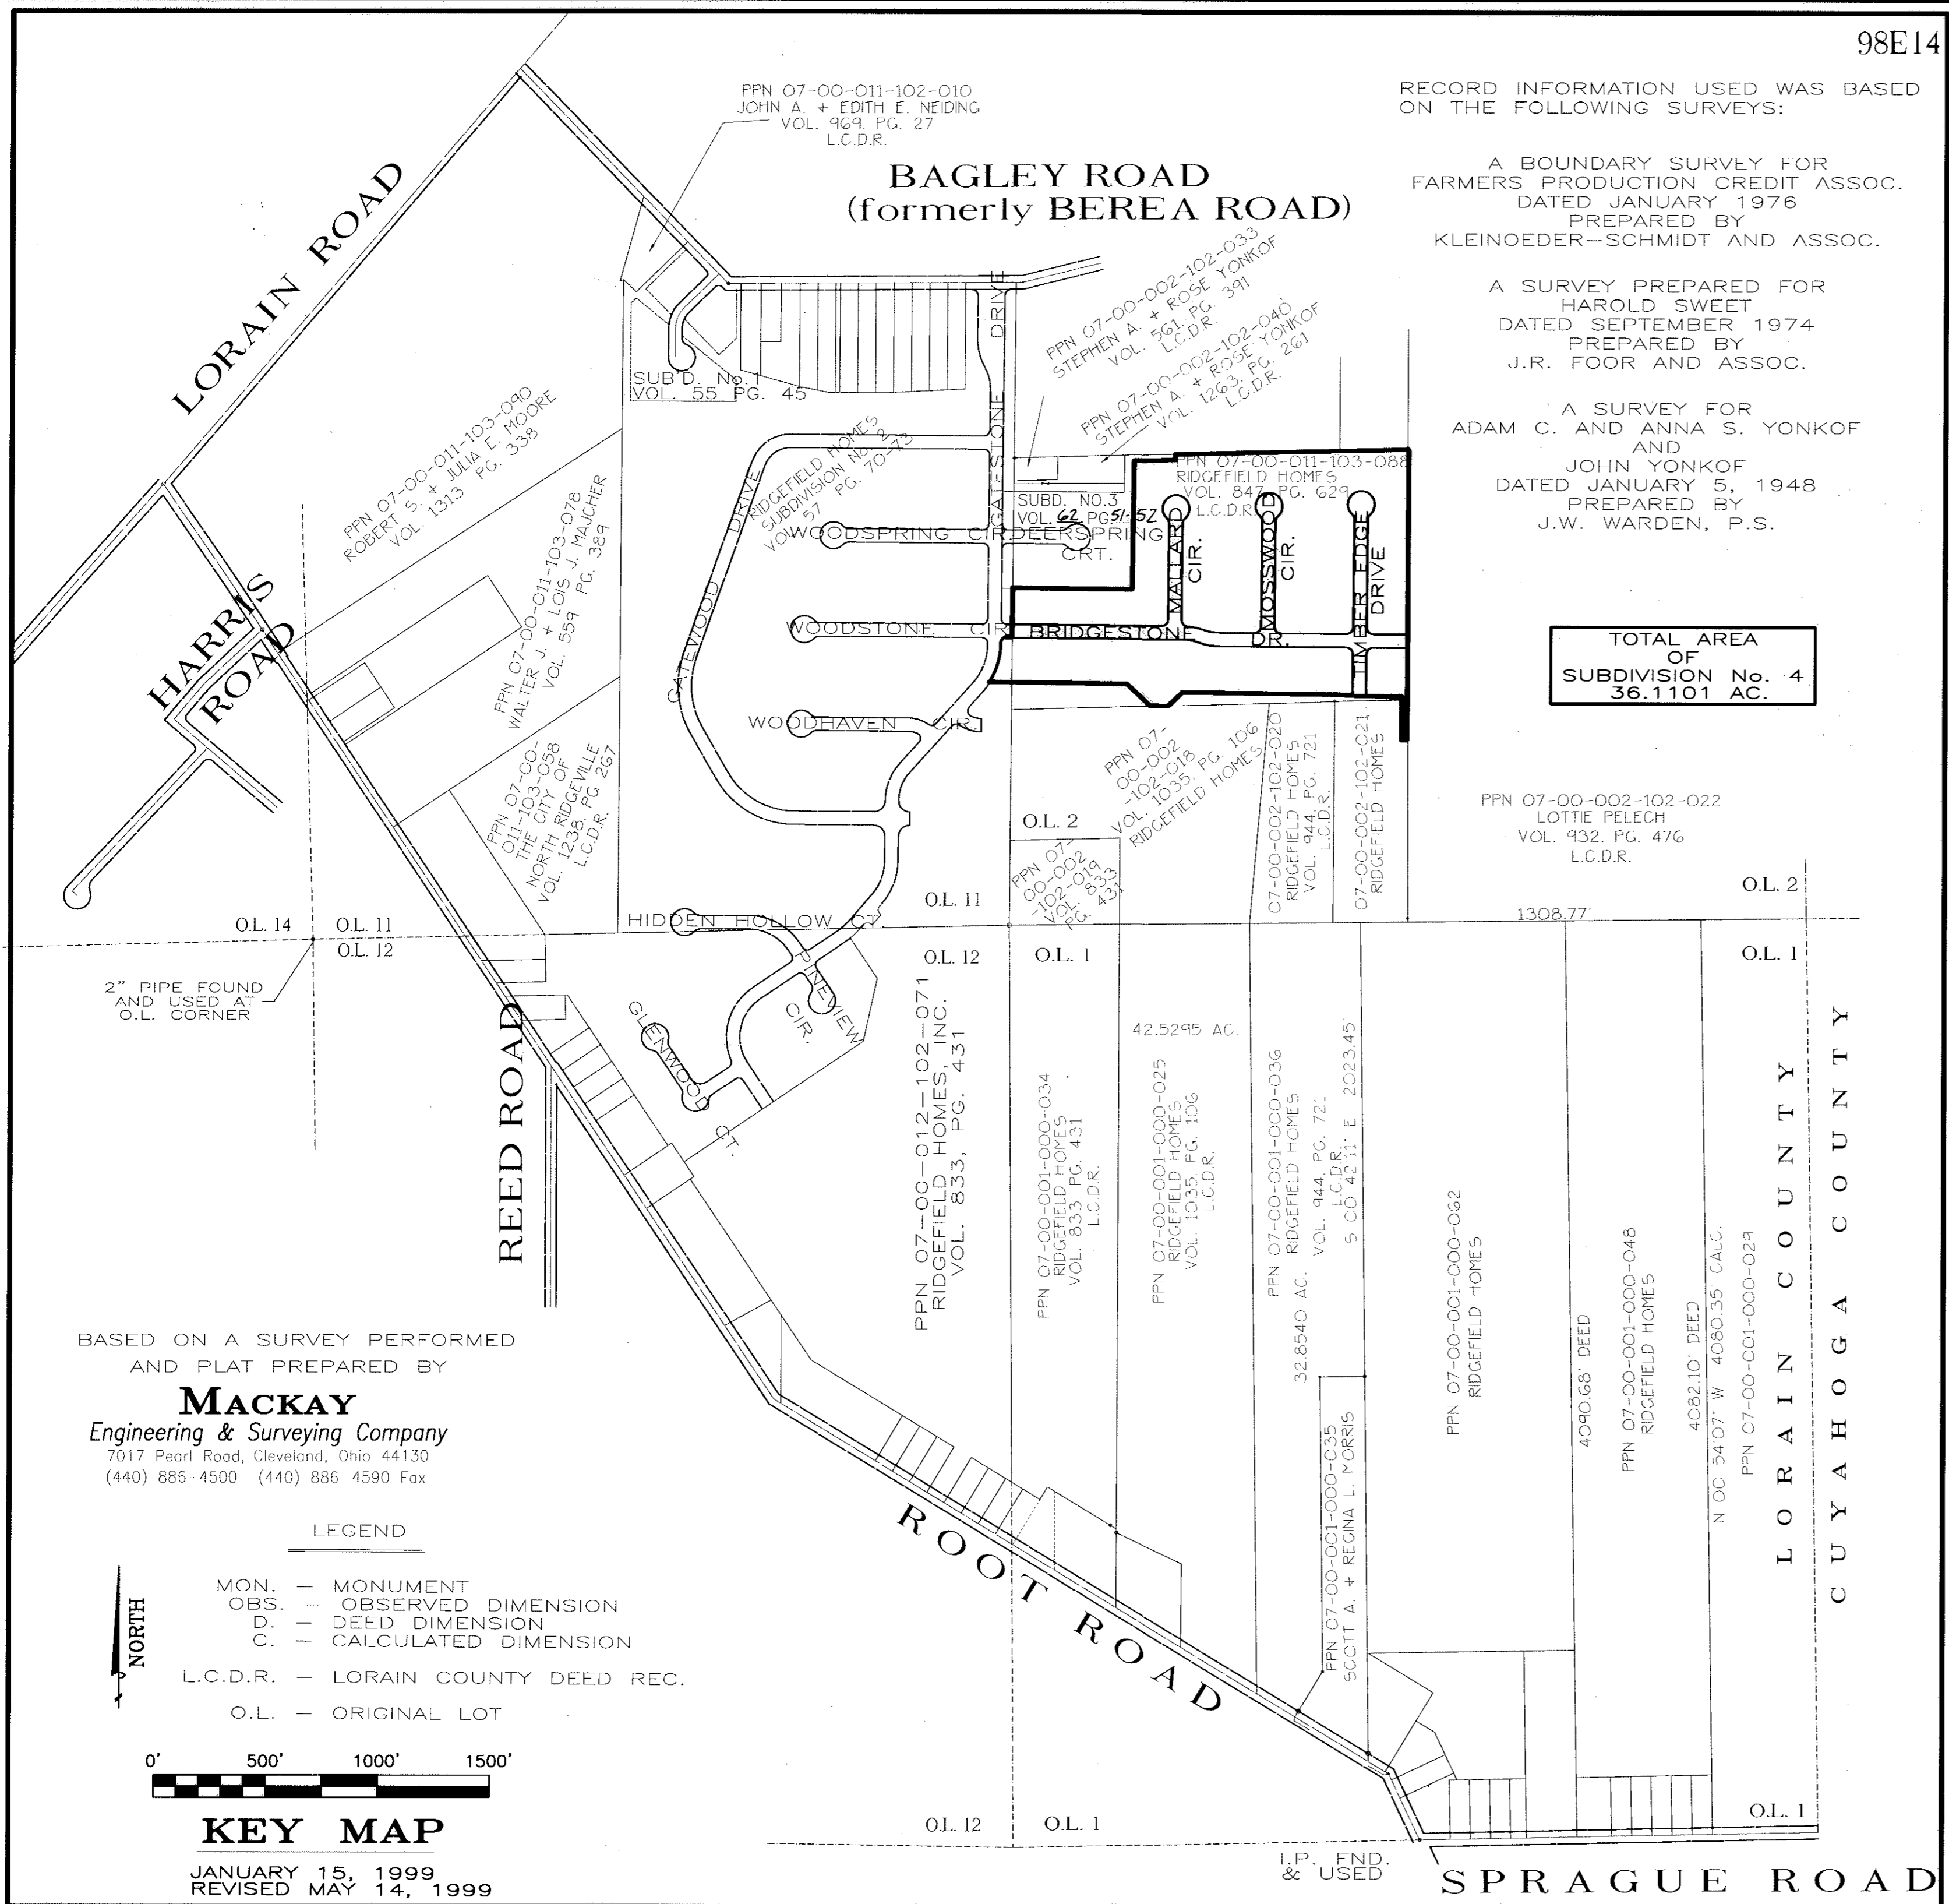 98E14
RECORD INFORMATION USED WAS BASED
ON THE FOLLOWING SURVEYS:
A BOUNDARY SURVEY FOR
FARMERS PRODUCTION CREDIT ASSOC.
DATED JANUARY 1976
PREPARED BY
KLEINOEDER-SCHMIDT AND ASSOC.
A SURVEY PREPARED FOR
HAROLD SWEET
DATED SEPTEMBER 1974
PREPARED BY
J.R. FOOR AND ASSOC.
A SURVEY FOR
ADAM C. AND ANNA S. YONKOF
AND
JOHN YONKOF
DATED JANUARY 5, 1948
PREPARED BY
J.W. WARDEN, P.S.
TOTAL AREA
OF
SUBDIVISION No. 4
36.1101 AC.
PPN 07-00-011-102-010
JOHN A. + EDITH E. NEIDING
VOL. 969, PG. 27
L.C.D.R.
BAGLEY ROAD
(formerly BEREA ROAD)
LORAIN ROAD
PPN 07-00-002-102-033
STEPHEN A. + ROSE YONKOF
VOL. 561, PG. 391
L.C.D.R.
PPN 07-00-002-102-040
STEPHEN A. + ROSE YONKOF
VOL. 1263, PG. 261
L.C.D.R.
SUB'D. No.1
VOL. 55 PG. 45
GATESTONE DRIVE
PPN 07-00-011-103-090
ROBERT S. + JULIA E. MOORE
VOL. 1313 PG. 338
RIDGEFIELD HOMES
SUBDIVISION No. 2
VOL. 57
PG. 70-73
GATEWOOD DRIVE
PPN 07-00-011-103-088
RIDGEFIELD HOMES
VOL. 847, PG. 629
L.C.D.R.
SUBD. NO.3
VOL. 62 PG. 51-52
WOODSPRING CIR.
DEERSPRING
CRT.
MALLARD
CIR.
MOSSWOOD
CIR.
TIMBER EDGE
DRIVE
PPN 07-00-011-103-078
WALTER J. + LOIS J. MAJCHER
VOL. 559 PG. 389
WOODSTONE CIR.
BRIDGESTONE DR.
HARRIS
ROAD
WOODHAVEN CIR.
PPN 07-00-
011-103-058
THE CITY OF
NORTH RIDGEVILLE
VOL. 1238, PG 267
L.C.D.R.
PPN 07-
00-002
-102-018
VOL. 1035, PG. 106
RIDGEFIELD HOMES
07-00-002-102-020
RIDGEFIELD HOMES
VOL. 944, PG. 721
L.C.D.R.
07-00-002-102-021
RIDGEFIELD HOMES
PPN 07-00-002-102-022
LOTTIE PELECH
VOL. 932, PG. 476
L.C.D.R.
O.L. 2
PPN 07-
00-002
-102-019
VOL. 833
PG. 431
O.L. 2
O.L. 11
1308.77'
O.L. 14
O.L. 11
O.L. 12
HIDDEN HOLLOW CT.
O.L. 12
O.L. 1
O.L. 1
2" PIPE FOUND
AND USED AT
O.L. CORNER
PINEVIEW
CIR.
GLENWOOD CT.
REED ROAD
PPN 07-00-012-102-071
RIDGEFIELD HOMES, INC.
VOL. 833, PG. 431
PPN 07-00-001-000-034
RIDGEFIELD HOMES
VOL. 833, PG. 431
L.C.D.R.
42.5295 AC.
PPN 07-00-001-000-025
RIDGEFIELD HOMES
VOL. 1035, PG. 106
L.C.D.R.
PPN 07-00-001-000-036
RIDGEFIELD HOMES
VOL. 944, PG. 721
L.C.D.R.
32.8540 AC.
S 00 42'11" E 2023.45'
PPN 07-00-001-000-035
SCOTT A. + REGINA L. MORRIS
PPN 07-00-001-000-062
RIDGEFIELD HOMES
4090.68' DEED
PPN 07-00-001-000-048
RIDGEFIELD HOMES
4082.10' DEED
N 00 54'07" W 4080.35' CALC.
PPN 07-00-001-000-029
LORAIN COUNTY
CUYAHOGA COUNTY
BASED ON A SURVEY PERFORMED
AND PLAT PREPARED BY
MACKAY
Engineering & Surveying Company
7017 Pearl Road, Cleveland, Ohio 44130
(440) 886-4500 (440) 886-4590 Fax
LEGEND
MON. — MONUMENT
OBS. — OBSERVED DIMENSION
D. — DEED DIMENSION
C. — CALCULATED DIMENSION
L.C.D.R. — LORAIN COUNTY DEED REC.
O.L. — ORIGINAL LOT
NORTH
0' 500' 1000' 1500'
KEY MAP
JANUARY 15, 1999
REVISED MAY 14, 1999
ROOT ROAD
O.L. 12
O.L. 1
O.L. 1
I.P. FND.
& USED
SPRAGUE ROAD